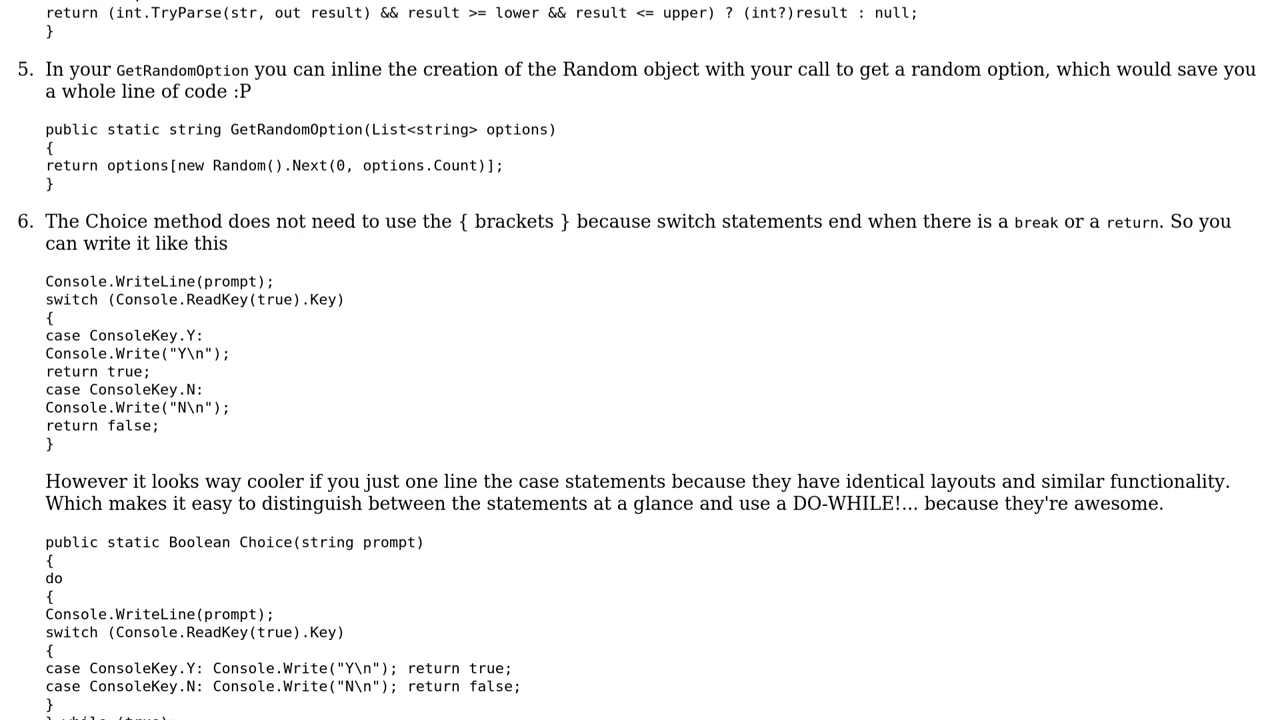 return (int.TryParse(str, out result) && result >= lower && result <= upper) ? (int?)result : null;
}
5. In your GetRandomOption you can inline the creation of the Random object with your call to get a random option, which would save you
a whole line of code :P
public static string GetRandomOption(List<string> options)
{
return options[new Random().Next(0, options.Count)];
}
6. The Choice method does not need to use the { brackets } because switch statements end when there is a break or a return. So you
can write it like this
Console.WriteLine(prompt);
switch (Console.ReadKey(true).Key)
{
case ConsoleKey.Y:
Console.Write("Y\n");
return true;
case ConsoleKey.N:
Console.Write("N\n");
return false;
}
However it looks way cooler if you just one line the case statements because they have identical layouts and similar functionality.
Which makes it easy to distinguish between the statements at a glance and use a DO-WHILE!... because they're awesome.
public static Boolean Choice(string prompt)
{
do
{
Console.WriteLine(prompt);
switch (Console.ReadKey(true).Key)
{
case ConsoleKey.Y: Console.Write("Y\n"); return true;
case ConsoleKey.N: Console.Write("N\n"); return false;
}
} while (true);